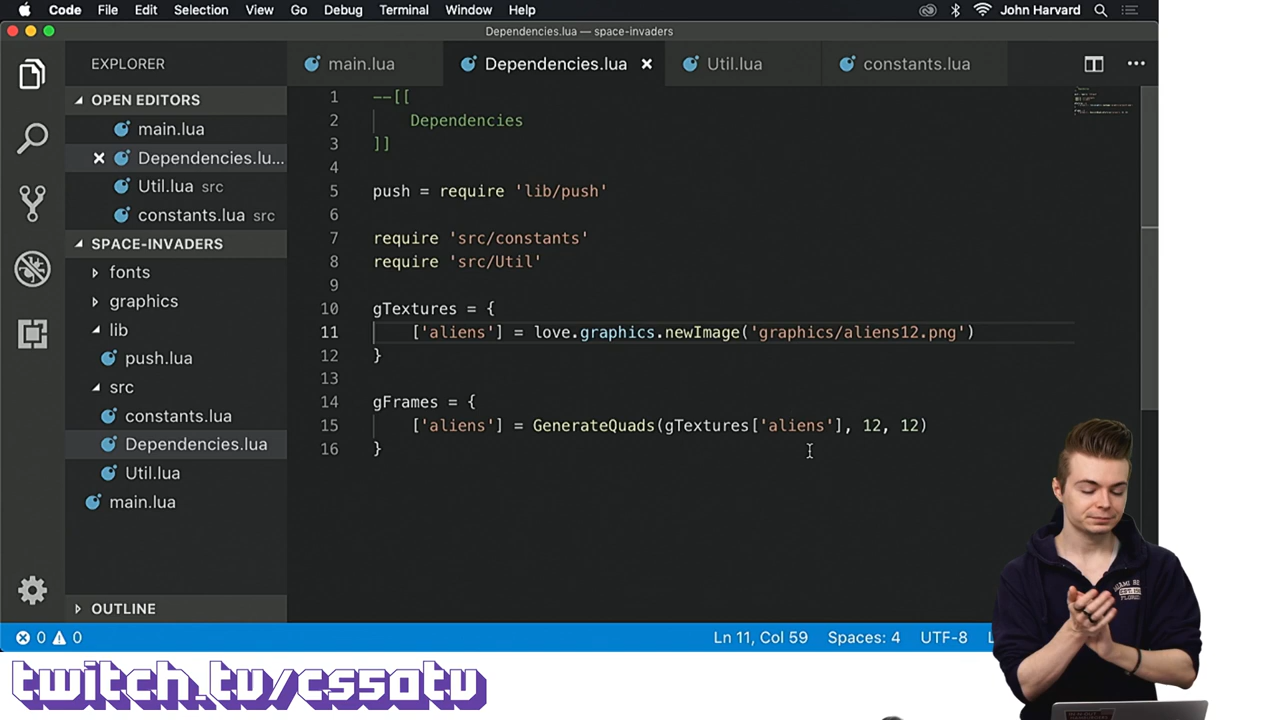 Code File Edit Selection View Go Debug Terminal Window Help John Harvard
Dependencies.lua — space-invaders
EXPLORER
main.lua Dependencies.lua Util.lua constants.lua
OPEN EDITORS
main.lua
Dependencies.lu...
Util.lua src
constants.lua src
SPACE-INVADERS
fonts
graphics
lib
push.lua
src
constants.lua
Dependencies.lua
Util.lua
main.lua
OUTLINE
1 --[[
2 Dependencies
3 ]]
4
5 push = require 'lib/push'
6
7 require 'src/constants'
8 require 'src/Util'
9
10 gTextures = {
11 ['aliens'] = love.graphics.newImage('graphics/aliens12.png')
12 }
13
14 gFrames = {
15 ['aliens'] = GenerateQuads(gTextures['aliens'], 12, 12)
16 }
0 0 Ln 11, Col 59 Spaces: 4 UTF-8
twitch.tv/cs50tv